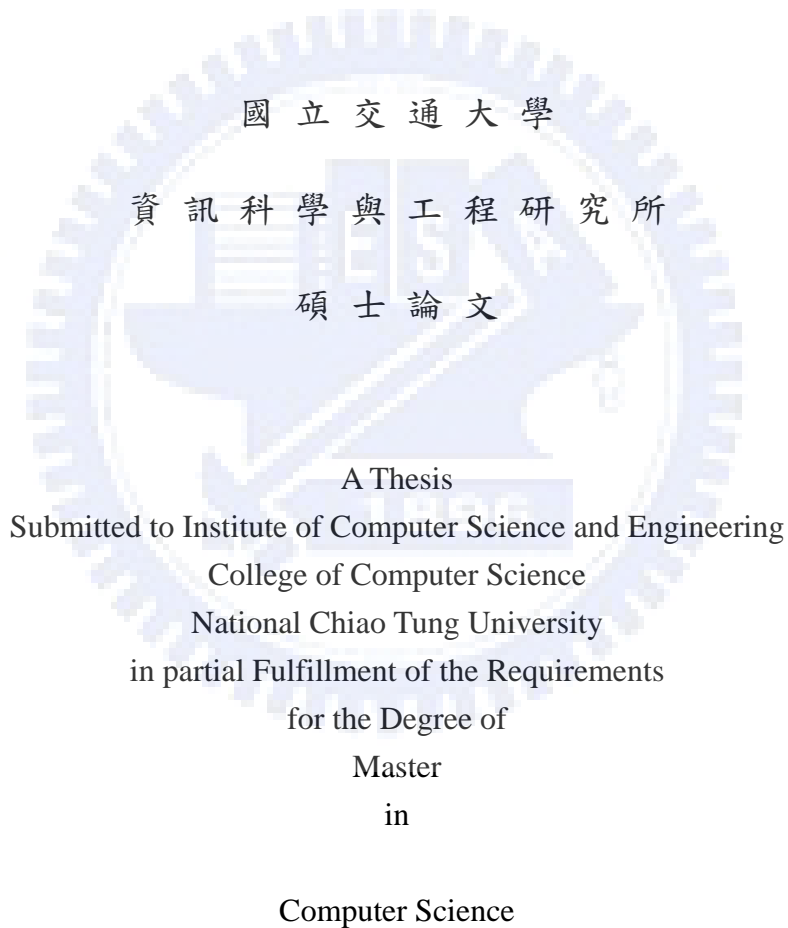 國 立 交 通 大 學
資 訊 科 學 與 工 程 研 究 所
碩 士 論 文
A Thesis
Submitted to Institute of Computer Science and Engineering
College of Computer Science
National Chiao Tung University
in partial Fulfillment of the Requirements
for the Degree of
Master
in
Computer Science